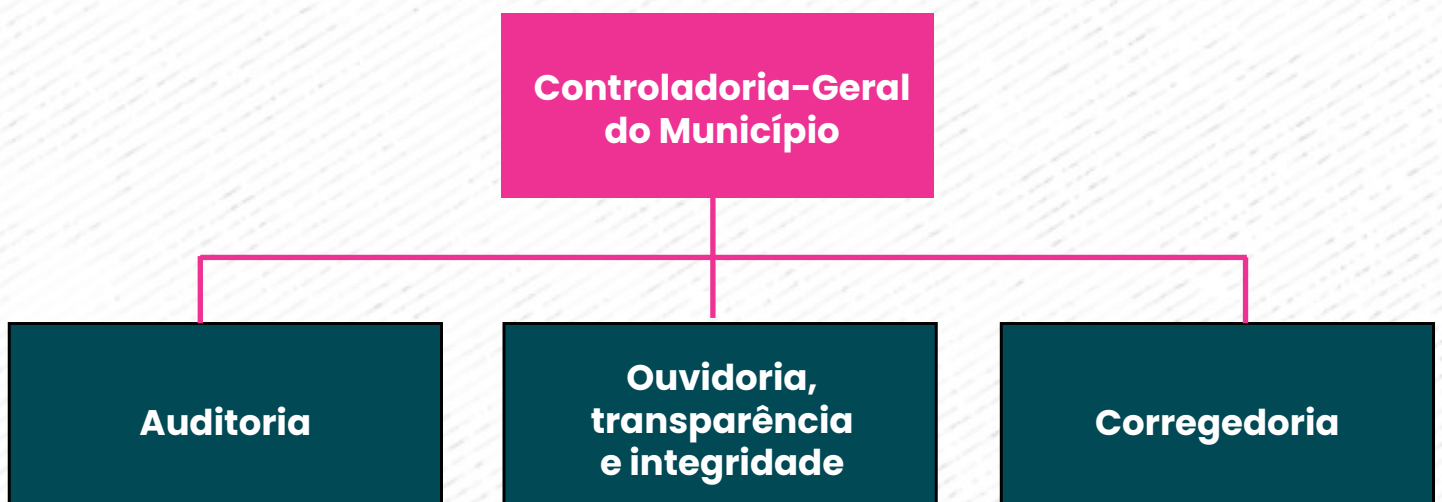 Controladoria-Geral
do Município
Auditoria
Ouvidoria,
transparência
e integridade
Corregedoria